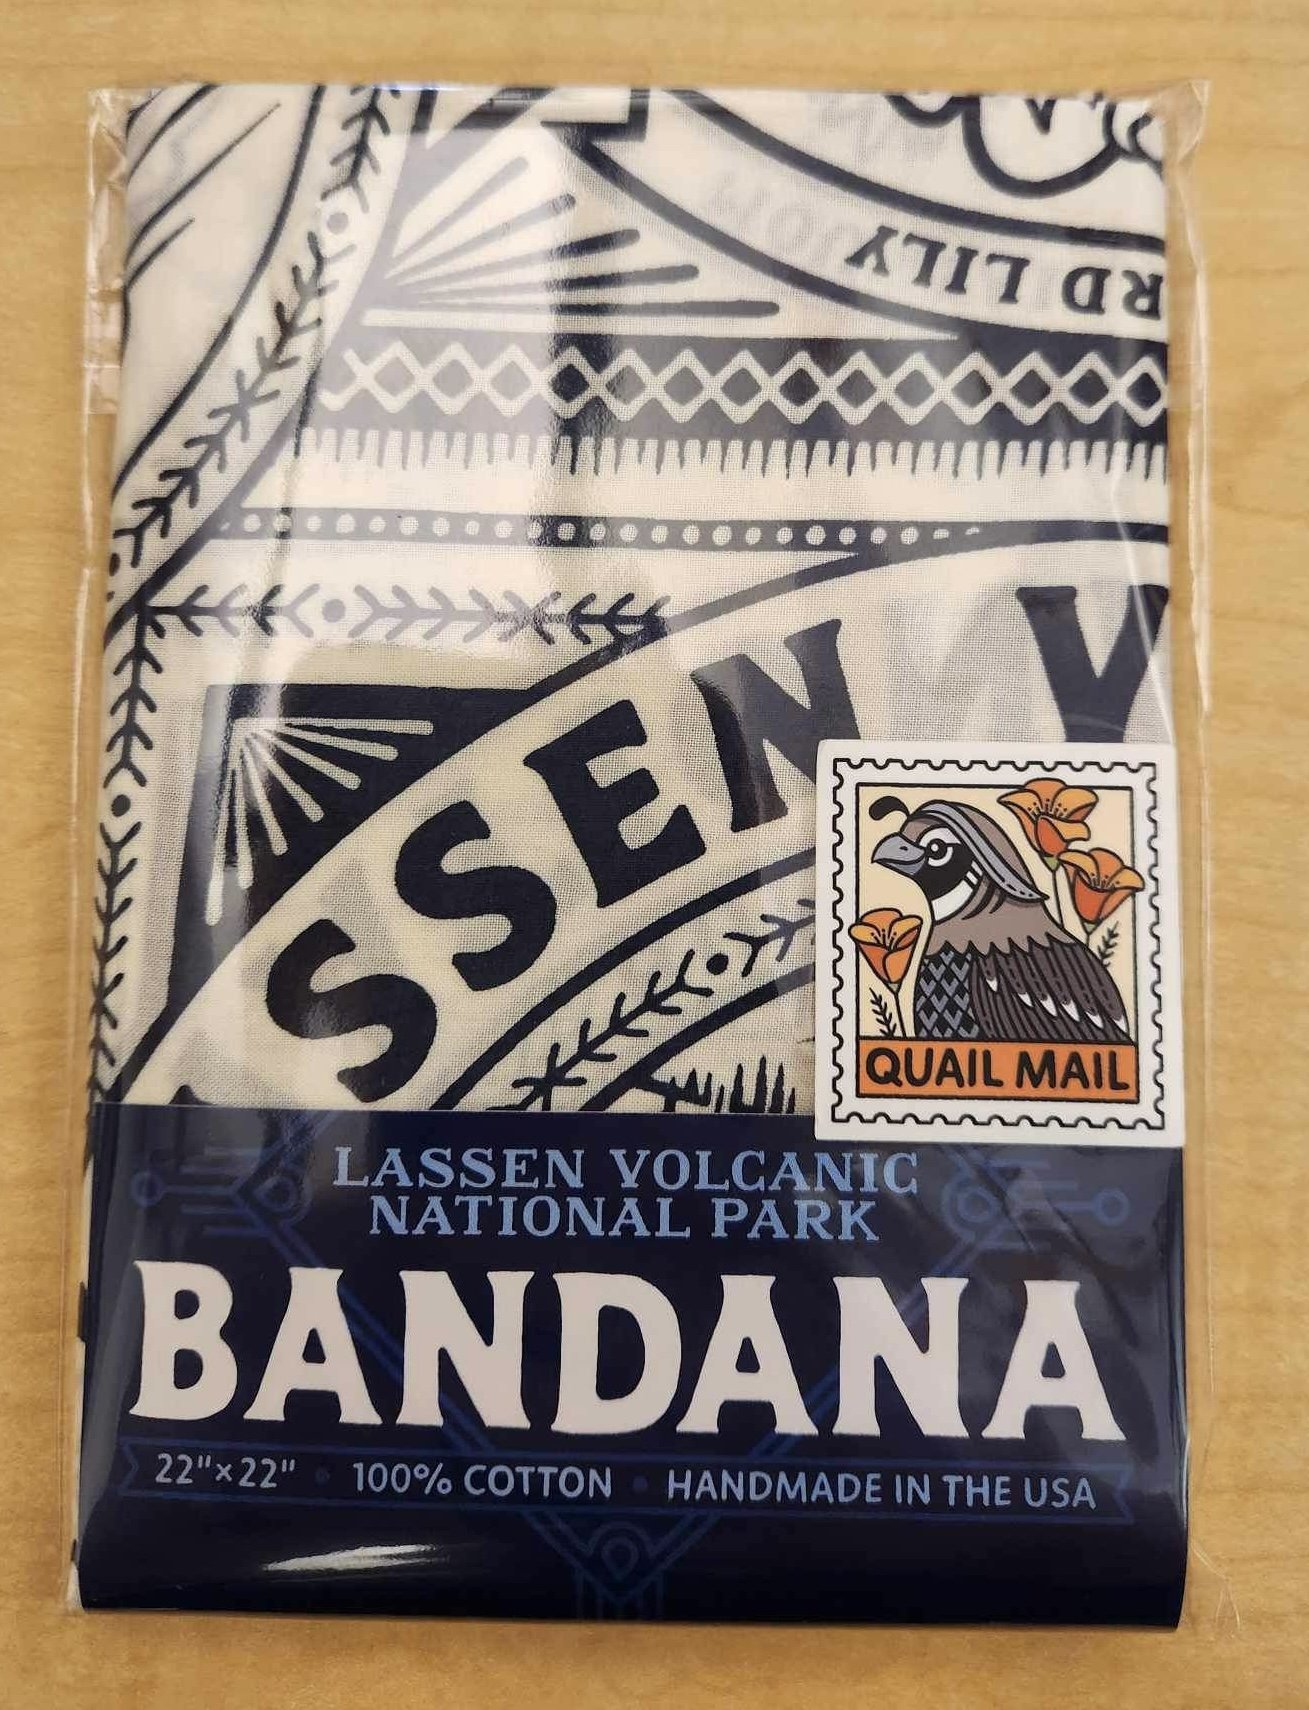 RD LILY
SSEN V
QUAIL MAIL
LASSEN VOLCANIC
NATIONAL PARK
BANDANA
22"×22" • 100% COTTON • HANDMADE IN THE USA